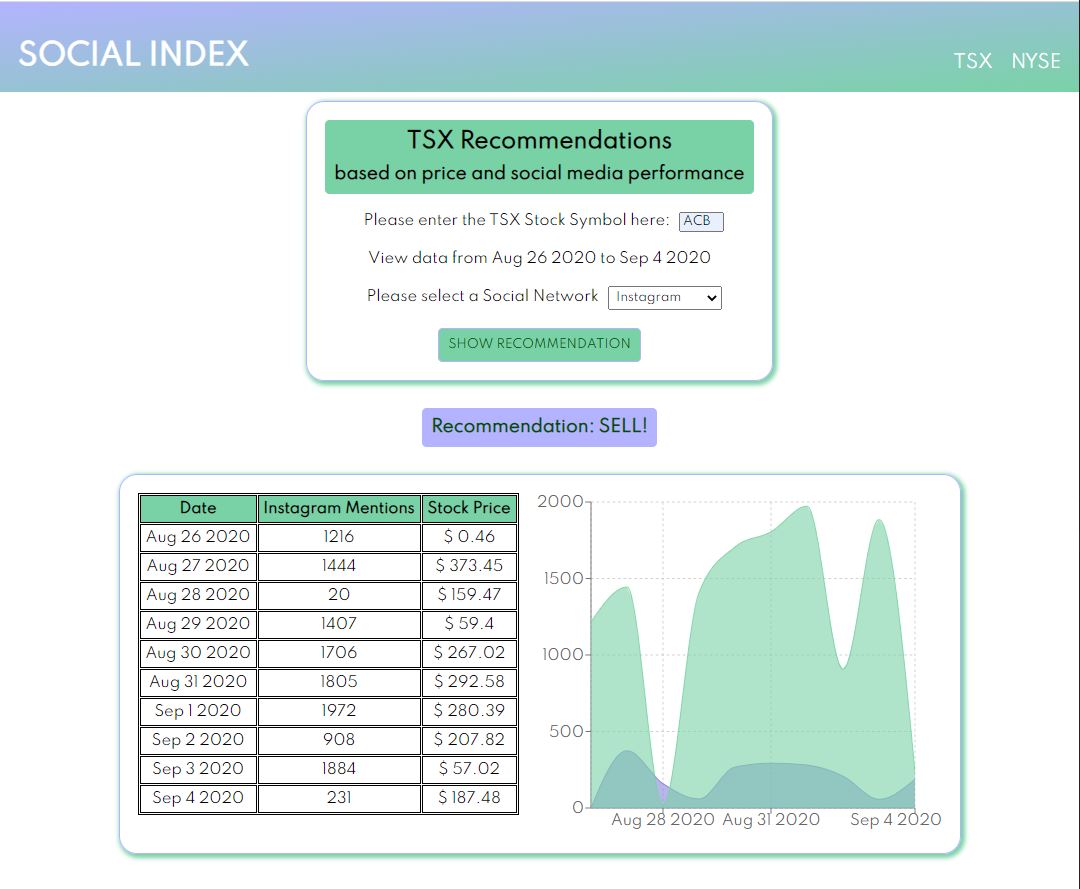 SOCIAL INDEX
TSX NYSE
TSX Recommendations
based on price and social media performance
Please enter the TSX Stock Symbol here: ACB
View data from Aug 26 2020 to Sep 4 2020
Please select a Social Network Instagram
SHOW RECOMMENDATION
Recommendation: SELL!
Date Instagram Mentions Stock Price
Aug 26 2020 1216 $ 0.46
Aug 27 2020 1444 $ 373.45
Aug 28 2020 20 $ 159.47
Aug 29 2020 1407 $ 59.4
Aug 30 2020 1706 $ 267.02
Aug 31 2020 1805 $ 292.58
Sep 1 2020 1972 $ 280.39
Sep 2 2020 908 $ 207.82
Sep 3 2020 1884 $ 57.02
Sep 4 2020 231 $ 187.48
2000
1500
1000
500
0
Aug 28 2020 Aug 31 2020 Sep 4 2020